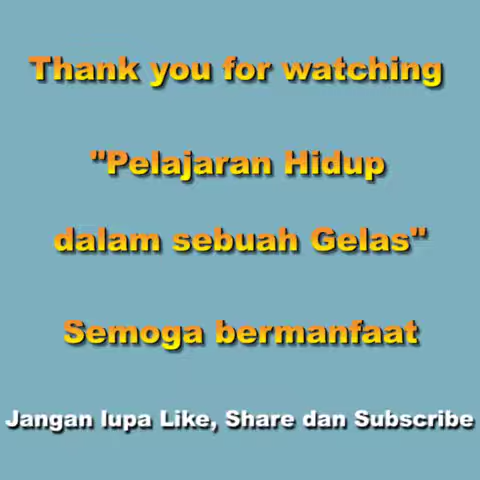 Thank you for watching
"Pelajaran Hidup
dalam sebuah Gelas"
Semoga bermanfaat
Jangan lupa Like, Share dan Subscribe